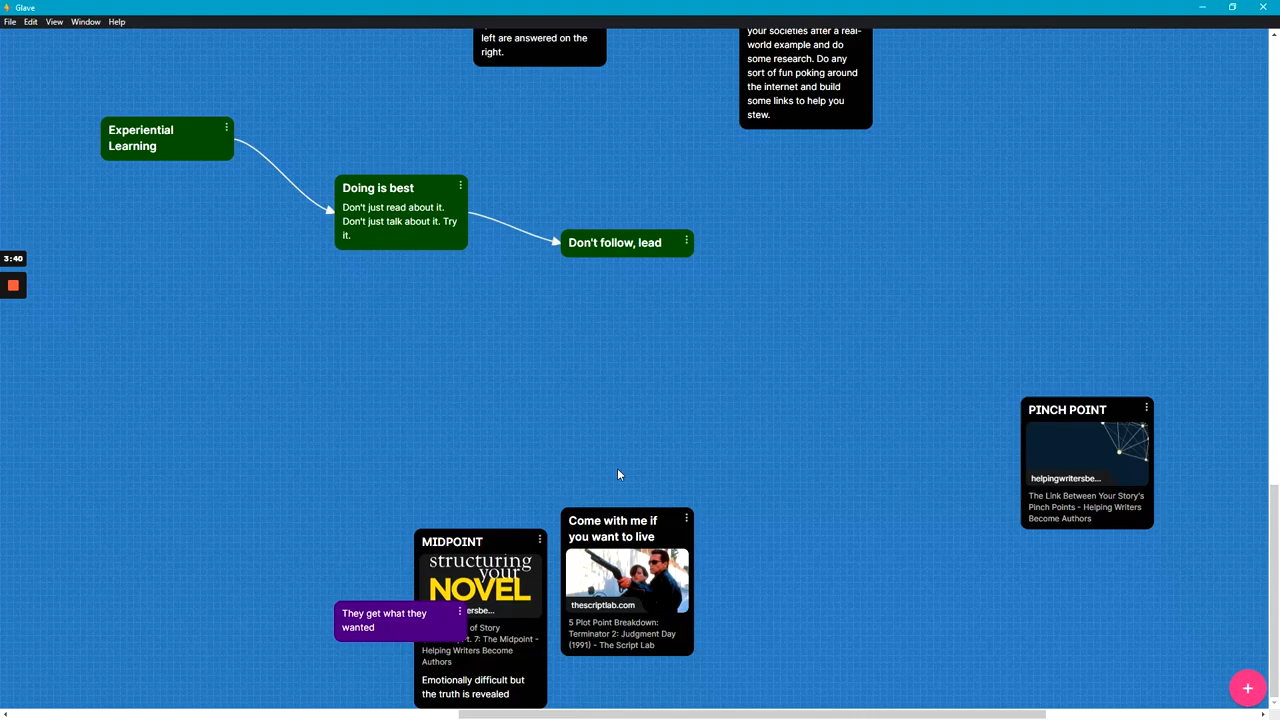 Glave
File Edit View Window Help
left are answered on the
right.
your societies after a real-
world example and do
some research. Do any
sort of fun poking around
the internet and build
some links to help you
stew.
Experiential
Learning
Doing is best
Don't just read about it.
Don't just talk about it. Try
it.
Don't follow, lead
3:40
PINCH POINT
helpingwritersbe...
The Link Between Your Story's
Pinch Points - Helping Writers
Become Authors
Come with me if
you want to live
thescriptlab.com
5 Plot Point Breakdown:
Terminator 2: Judgment Day
(1991) - The Script Lab
MIDPOINT
structuring
your
NOVEL
ersbe...
They get what they
wanted
of Story
t. 7: The Midpoint -
Helping Writers Become
Authors
Emotionally difficult but
the truth is revealed
+